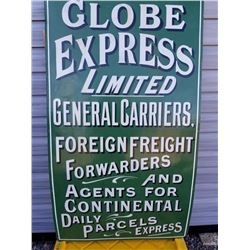 GLOBE
EXPRESS
LIMITED
GENERAL CARRIERS.
FOREIGN FREIGHT
FORWARDERS
AND
AGENTS FOR
CONTINENTAL
DAILY PARCELS EXPRESS